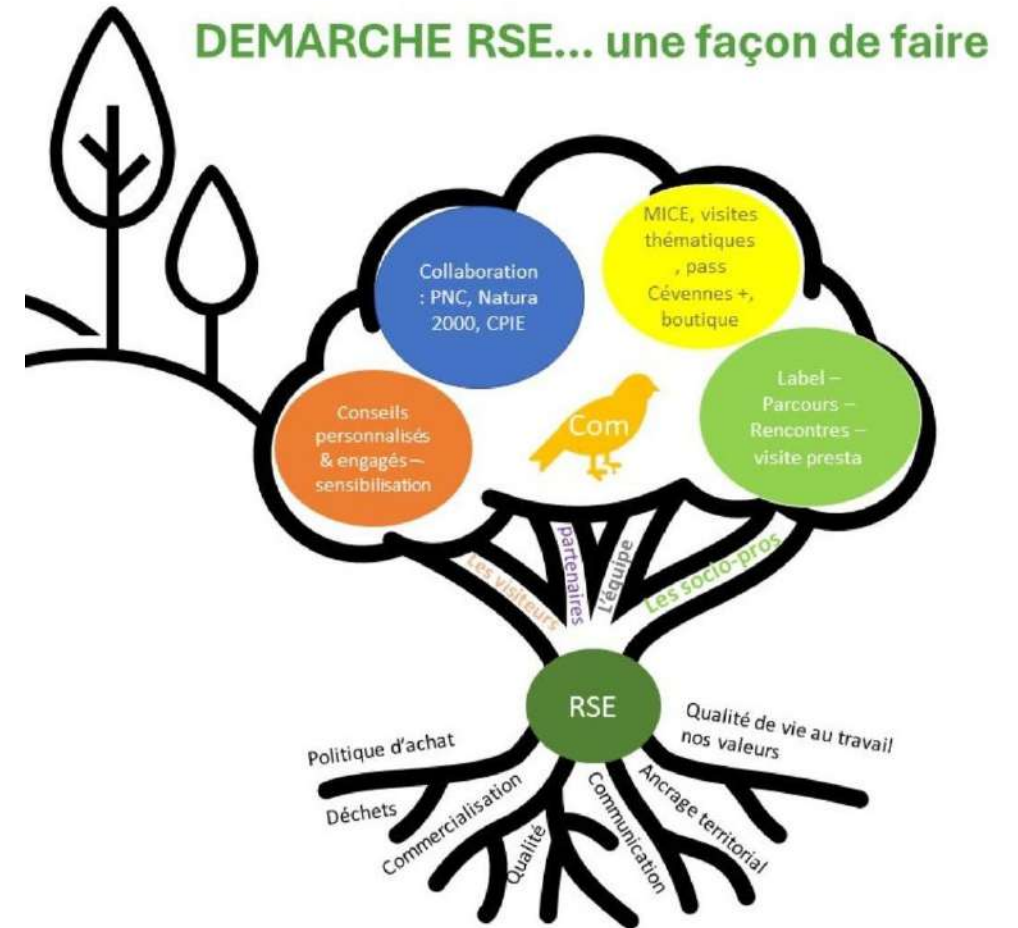 DEMARCHE RSE... une façon de faire
MICE, visites
thématiques
, pass
Cévennes +,
boutique
Collaboration
: PNC, Natura
2000, CPIE
Label –
Parcours –
Rencontres –
visite presta
Conseils
personnalisés
& engagés –
sensibilisation
Com
Les visiteurs
partenaires
L'équipe
Les socio-pros
RSE
Politique d'achat
Déchets
Commercialisation
Qualité
Communication
Ancrage territorial
Qualité de vie au travail
nos valeurs